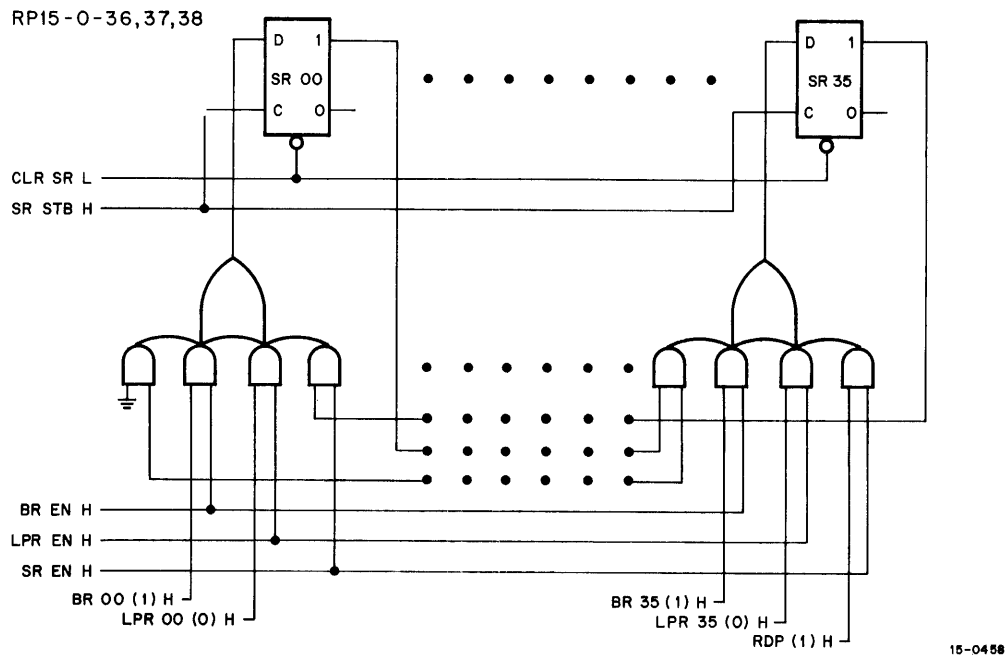 RP15-0-36,37,38
D 1
SR 00
C 0
D 1
SR 35
C 0
CLR SR L
SR STB H
BR EN H
LPR EN H
SR EN H
BR 00 (1) H
LPR 00 (0) H
BR 35 (1) H
LPR 35 (0) H
RDP (1) H
15-0458